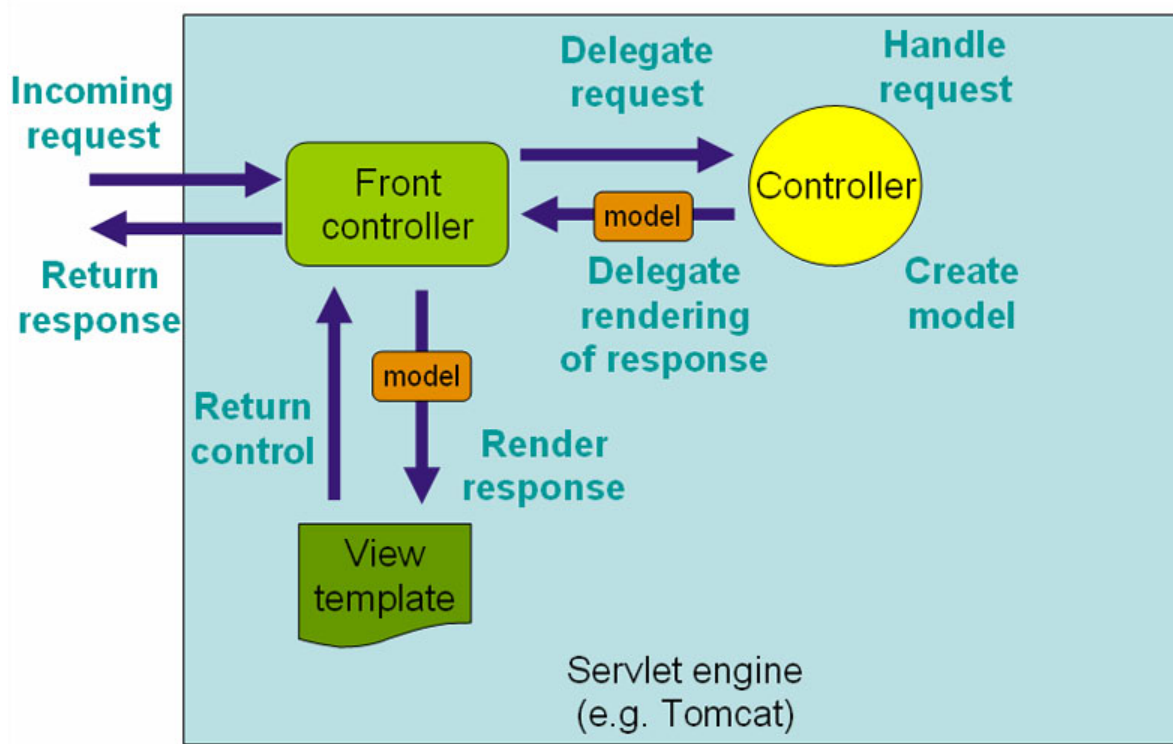 Incoming
request
Return
response
Front
controller
Delegate
request
Handle
request
Controller
model
Delegate
rendering
of response
Create
model
Return
control
model
Render
response
View
template
Servlet engine
(e.g. Tomcat)